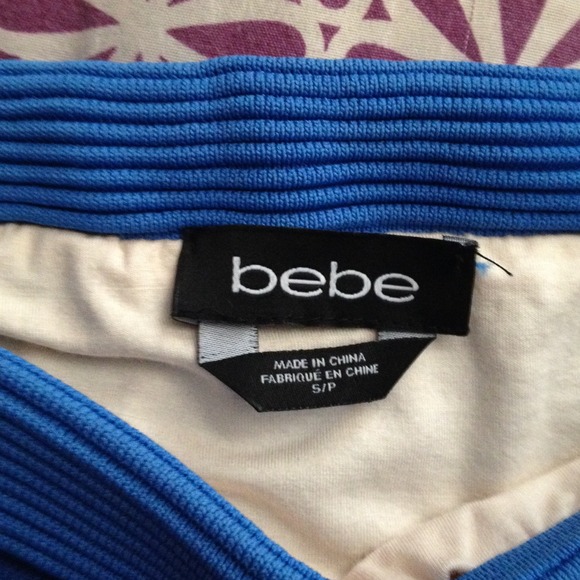 bebe
MADE IN CHINA
FABRIQUÉ EN CHINE
S/P